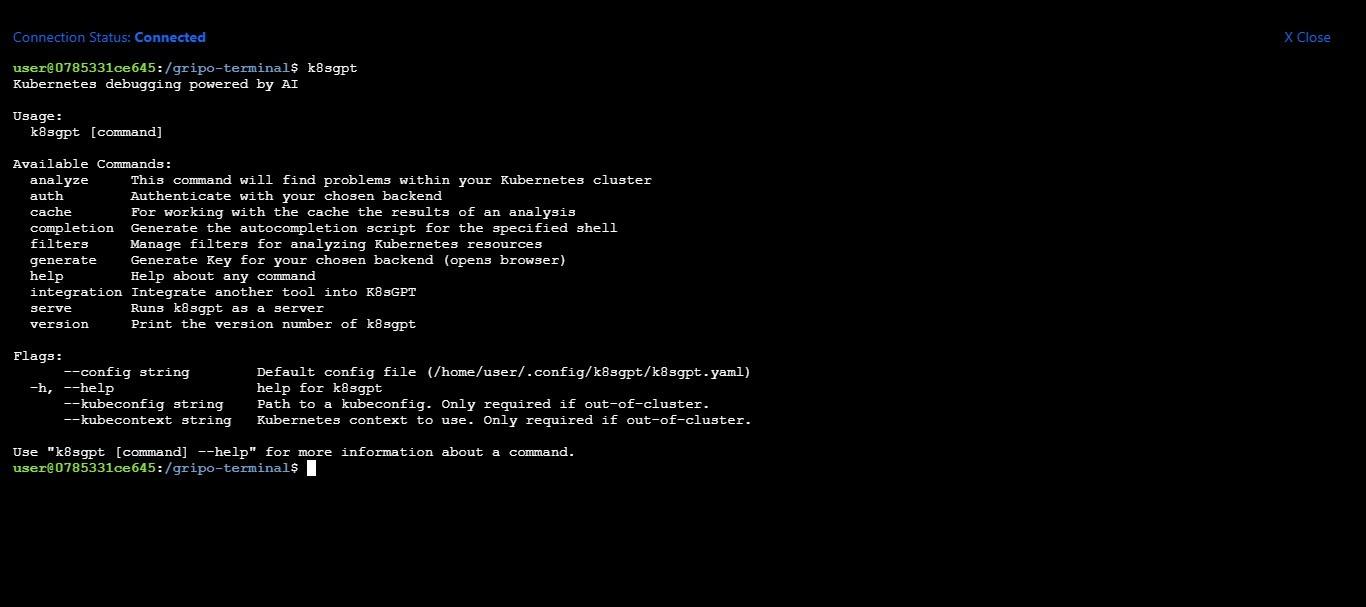 Connection Status: Connected
X Close
user@0785331ce645:/gripo-terminal$ k8sgpt
Kubernetes debugging powered by AI
Usage:
  k8sgpt [command]
Available Commands:
  analyze     This command will find problems within your Kubernetes cluster
  auth        Authenticate with your chosen backend
  cache       For working with the cache the results of an analysis
  completion  Generate the autocompletion script for the specified shell
  filters     Manage filters for analyzing Kubernetes resources
  generate    Generate Key for your chosen backend (opens browser)
  help        Help about any command
  integration Integrate another tool into K8sGPT
  serve       Runs k8sgpt as a server
  version     Print the version number of k8sgpt
Flags:
      --config string        Default config file (/home/user/.config/k8sgpt/k8sgpt.yaml)
  -h, --help                 help for k8sgpt
      --kubeconfig string    Path to a kubeconfig. Only required if out-of-cluster.
      --kubecontext string   Kubernetes context to use. Only required if out-of-cluster.
Use "k8sgpt [command] --help" for more information about a command.
user@0785331ce645:/gripo-terminal$